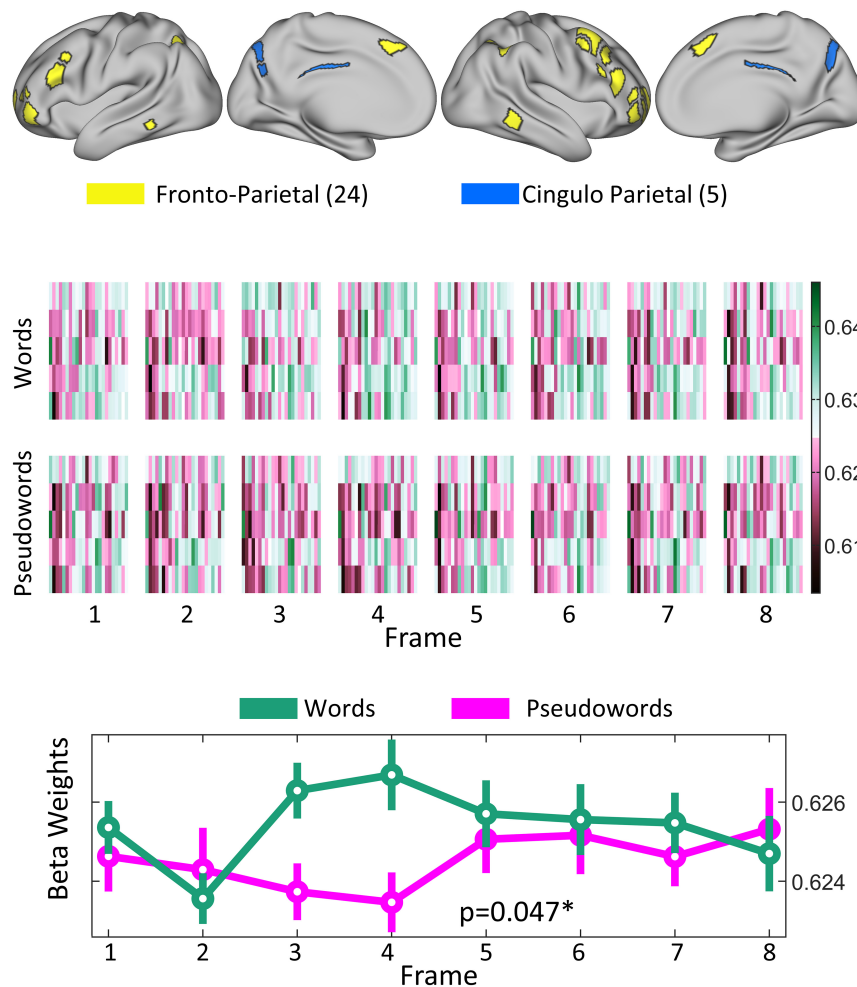 Fronto-Parietal (24) Cingulo Parietal (5)
Words
0.64
0.63
0.62
0.61
Pseudowords
1 2 3 4 5 6 7 8
Frame
Words Pseudowords
Beta Weights
0.626
0.624
p=0.047*
1 2 3 4 5 6 7 8
Frame